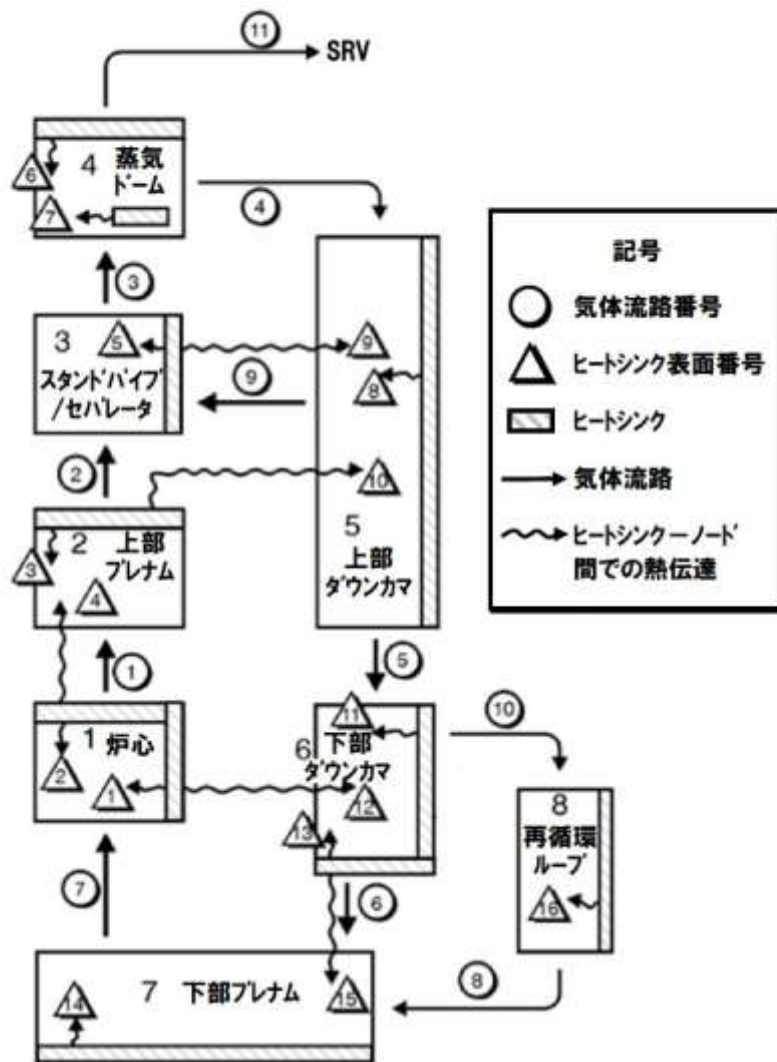 ⑪
SRV
6
4 蒸気
ドーム
7
④
③
3
5
スタンドパイプ
/セパレータ
9
8
⑨
10
②
2 上部
プレナム
3
4
5
上部
ダウンカマ
①
⑤
1 炉心
2
1
11
6 下部
ダウンカマ
12
13
⑩
8
再循環
ループ
16
⑦
⑥
14
7 下部プレナム
15
⑧
記号
気体流路番号
ヒートシンク表面番号
ヒートシンク
気体流路
ヒートシンクーノード
間での熱伝達